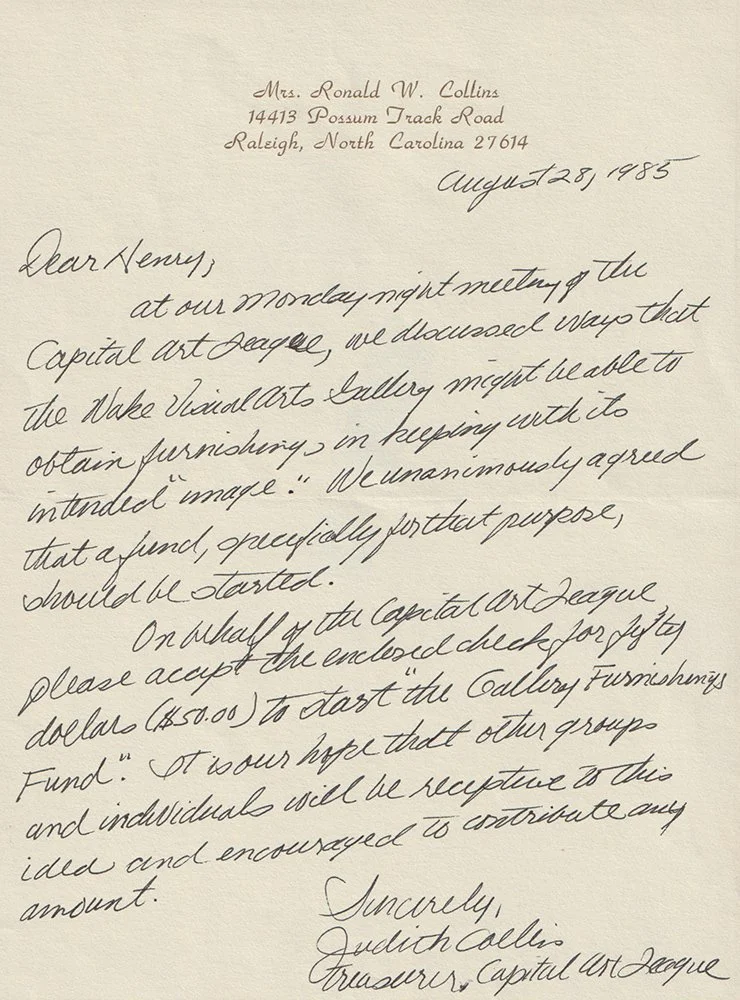 Mrs. Ronald W. Collins
14413 Possum Track Road
Raleigh, North Carolina 27614
August 28, 1985
Dear Henry,
at our Monday night meeting of the
Capital Art League, we discussed ways that
the Wake Visual Arts Gallery might be able to
obtain furnishings in keeping with its
intended "image." We unanimously agreed
that a fund, specifically for that purpose,
should be started.
On behalf of the Capital Art League
please accept the enclosed check for fifty
dollars ($50.00) to start "the Gallery Furnishings
Fund". It is our hope that other groups
and individuals will be receptive to this
idea and encouraged to contribute any
amount.
Sincerely,
Judith Collins
Treasurer, Capital Art League